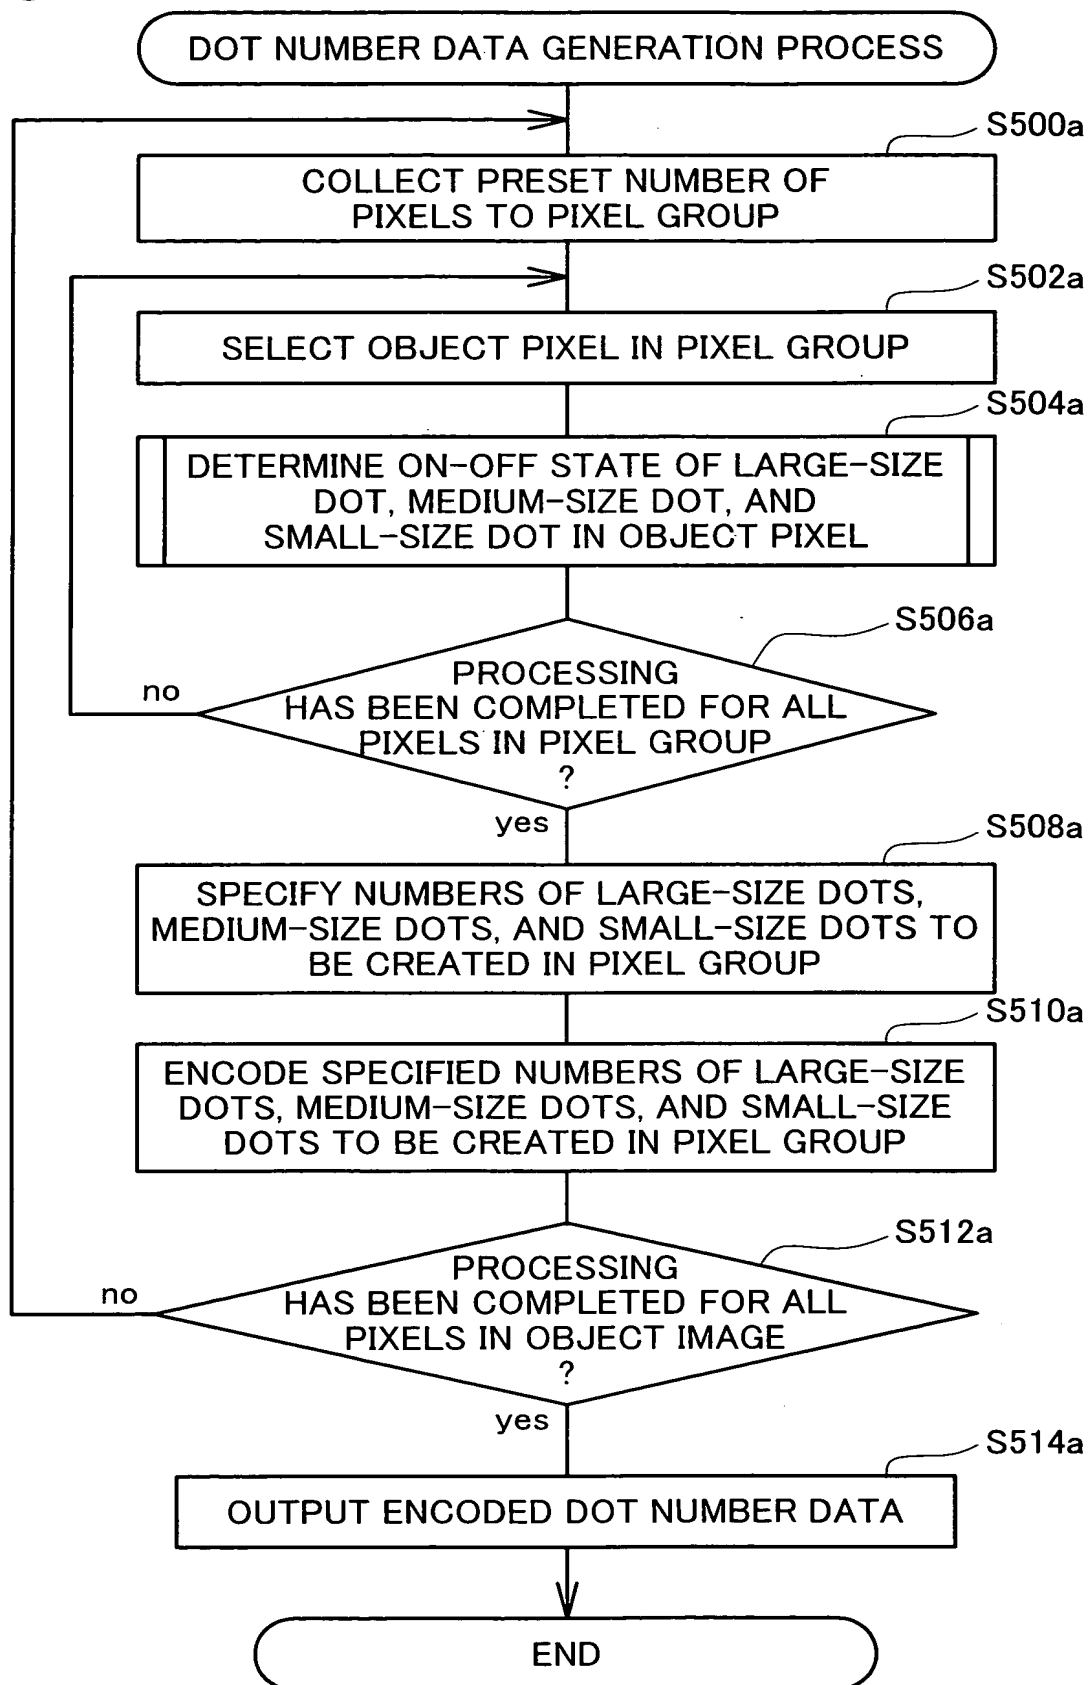 DOT NUMBER DATA GENERATION PROCESS
S500a
COLLECT PRESET NUMBER OF
PIXELS TO PIXEL GROUP
S502a
SELECT OBJECT PIXEL IN PIXEL GROUP
S504a
DETERMINE ON-OFF STATE OF LARGE-SIZE
DOT, MEDIUM-SIZE DOT, AND
SMALL-SIZE DOT IN OBJECT PIXEL
S506a
PROCESSING
HAS BEEN COMPLETED FOR ALL
PIXELS IN PIXEL GROUP
?
no
yes
S508a
SPECIFY NUMBERS OF LARGE-SIZE DOTS,
MEDIUM-SIZE DOTS, AND SMALL-SIZE DOTS TO
BE CREATED IN PIXEL GROUP
S510a
ENCODE SPECIFIED NUMBERS OF LARGE-SIZE
DOTS, MEDIUM-SIZE DOTS, AND SMALL-SIZE
DOTS TO BE CREATED IN PIXEL GROUP
S512a
PROCESSING
HAS BEEN COMPLETED FOR ALL
PIXELS IN OBJECT IMAGE
?
no
yes
S514a
OUTPUT ENCODED DOT NUMBER DATA
END